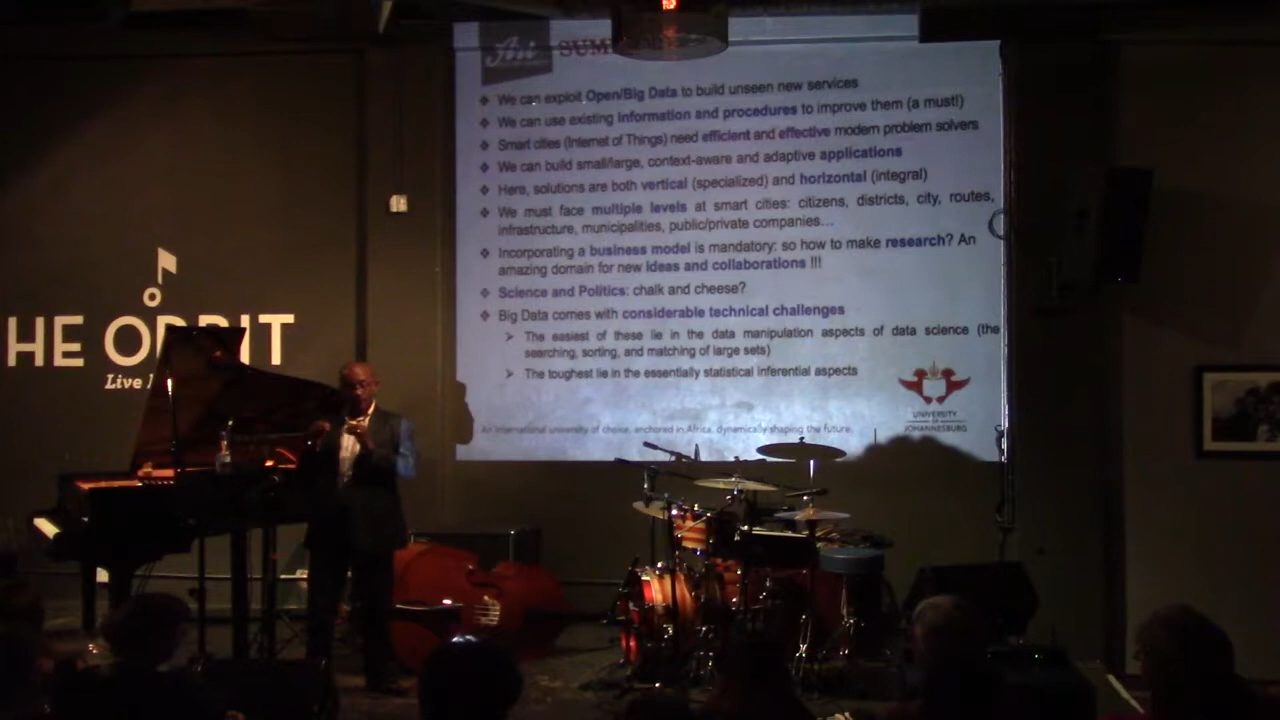 We can exploit Open/Big Data to build unseen new services
We can use existing information and procedures to improve them (a must!)
Smart cities (Internet of Things) need efficient and effective modern problem solvers
We can build small/large, context-aware and adaptive applications
Here, solutions are both vertical (specialized) and horizontal (integral)
We must face multiple levels at smart cities: citizens, districts, city, routes,
infrastructure, municipalities, public/private companies…
Incorporating a business model is mandatory: so how to make research? An
amazing domain for new ideas and collaborations !!!
Science and Politics: chalk and cheese?
Big Data comes with considerable technical challenges
The easiest of these lie in the data manipulation aspects of data science (the
searching, sorting, and matching of large sets)
The toughest lie in the essentially statistical inferential aspects
UNIVERSITY
OF
JOHANNESBURG
An international university of choice, anchored in Africa, dynamically shaping the future.
HE ORBIT
Live